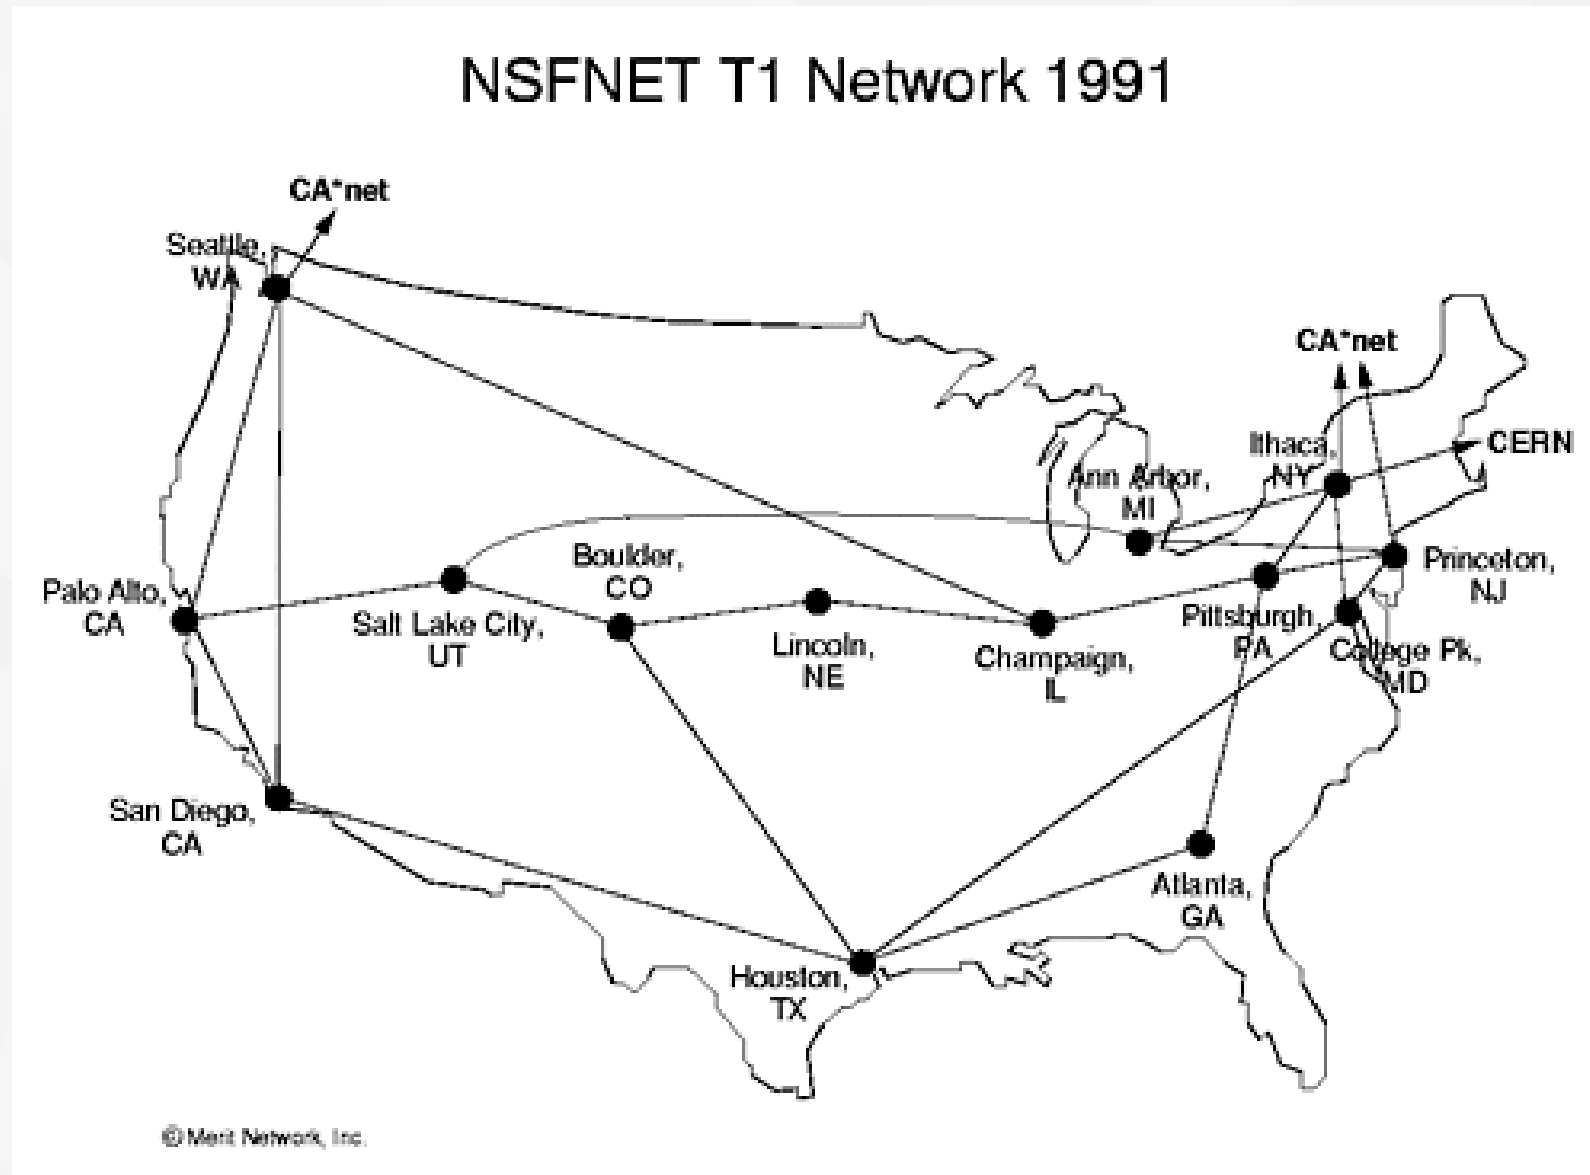 NSFNET T1 Network 1991
CA*net
Seattle,
WA
CA*net
Ithaca,
NY
CERN
Ann Arbor,
MI
Boulder,
CO
Princeton,
NJ
Palo Alto,
CA
Salt Lake City,
UT
Lincoln,
NE
Champaign,
IL
Pittsburgh,
PA
College Pk,
MD
San Diego,
CA
Atlanta,
GA
Houston,
TX
© Merit Network, Inc.